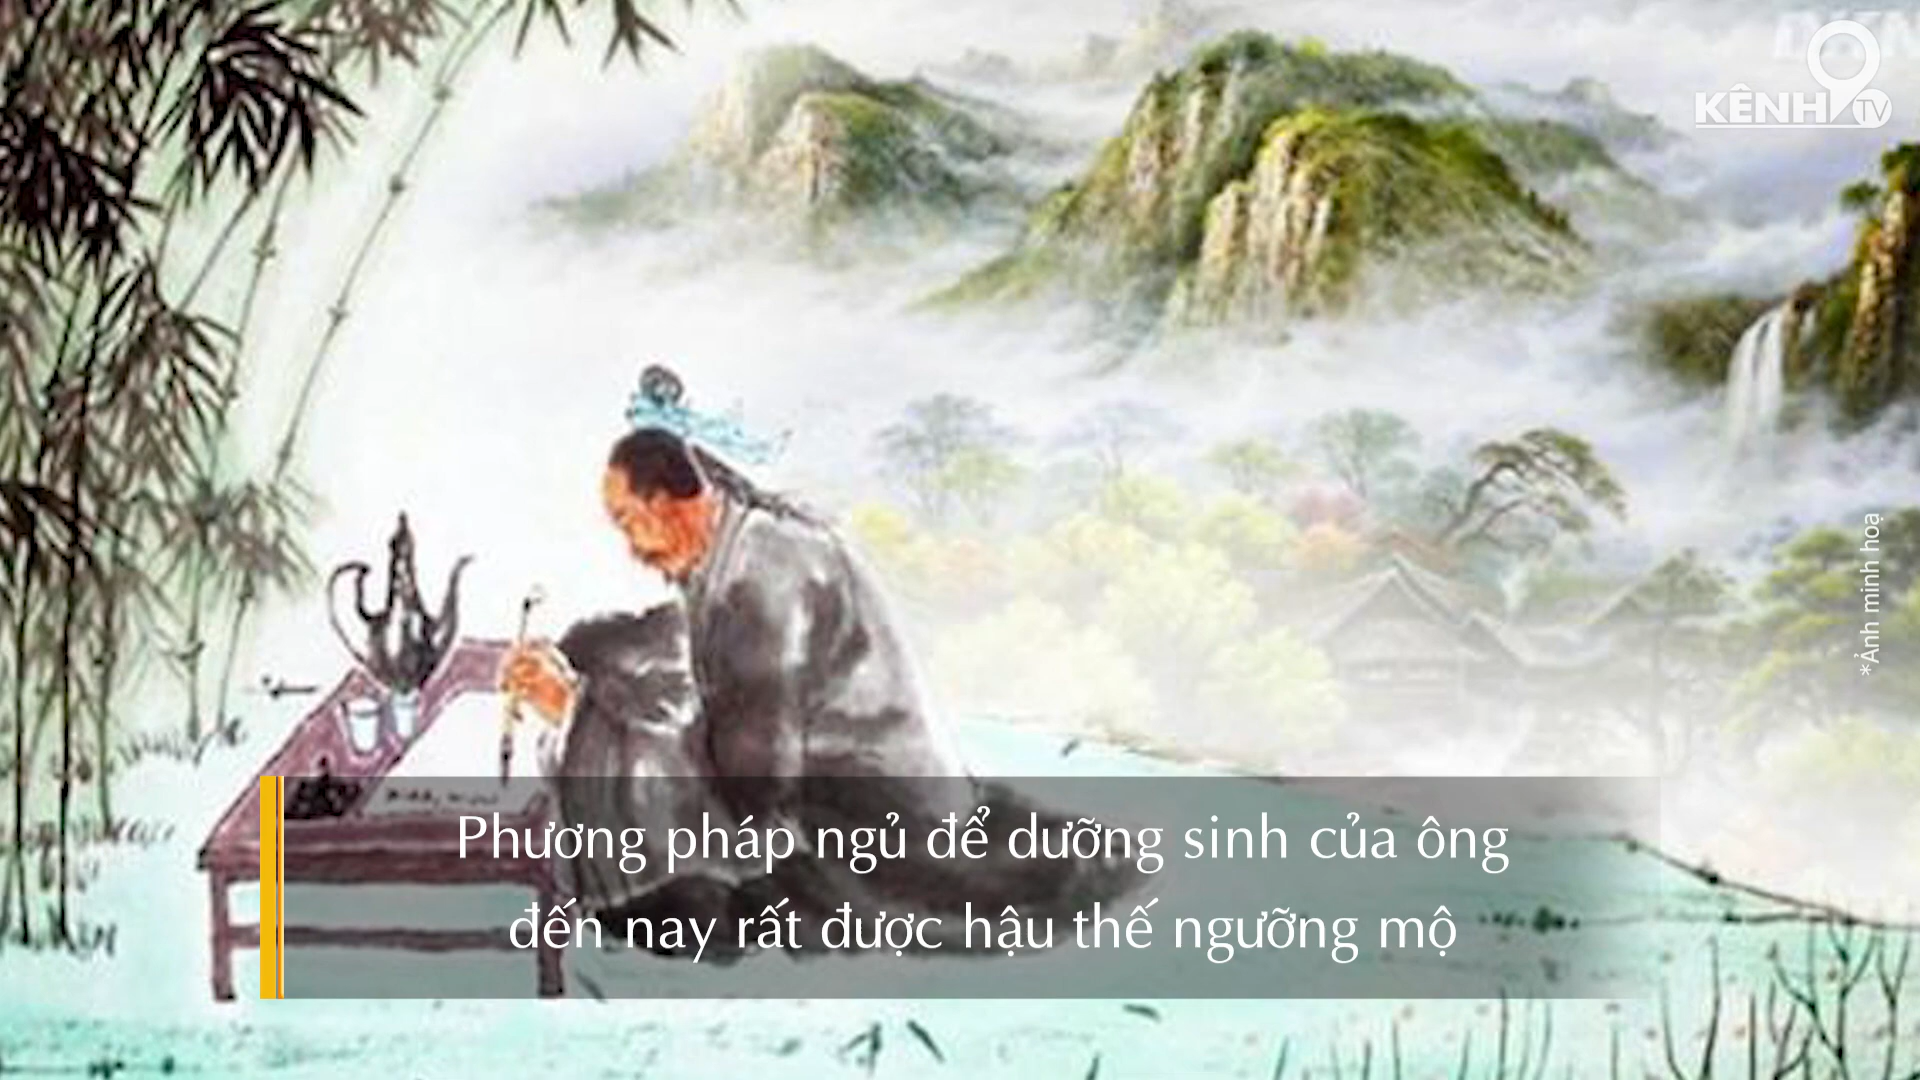 KÊNH
TV
*Ảnh minh hoạ
Phương pháp ngủ để dưỡng sinh của ông
đến nay rất được hậu thế ngưỡng mộ